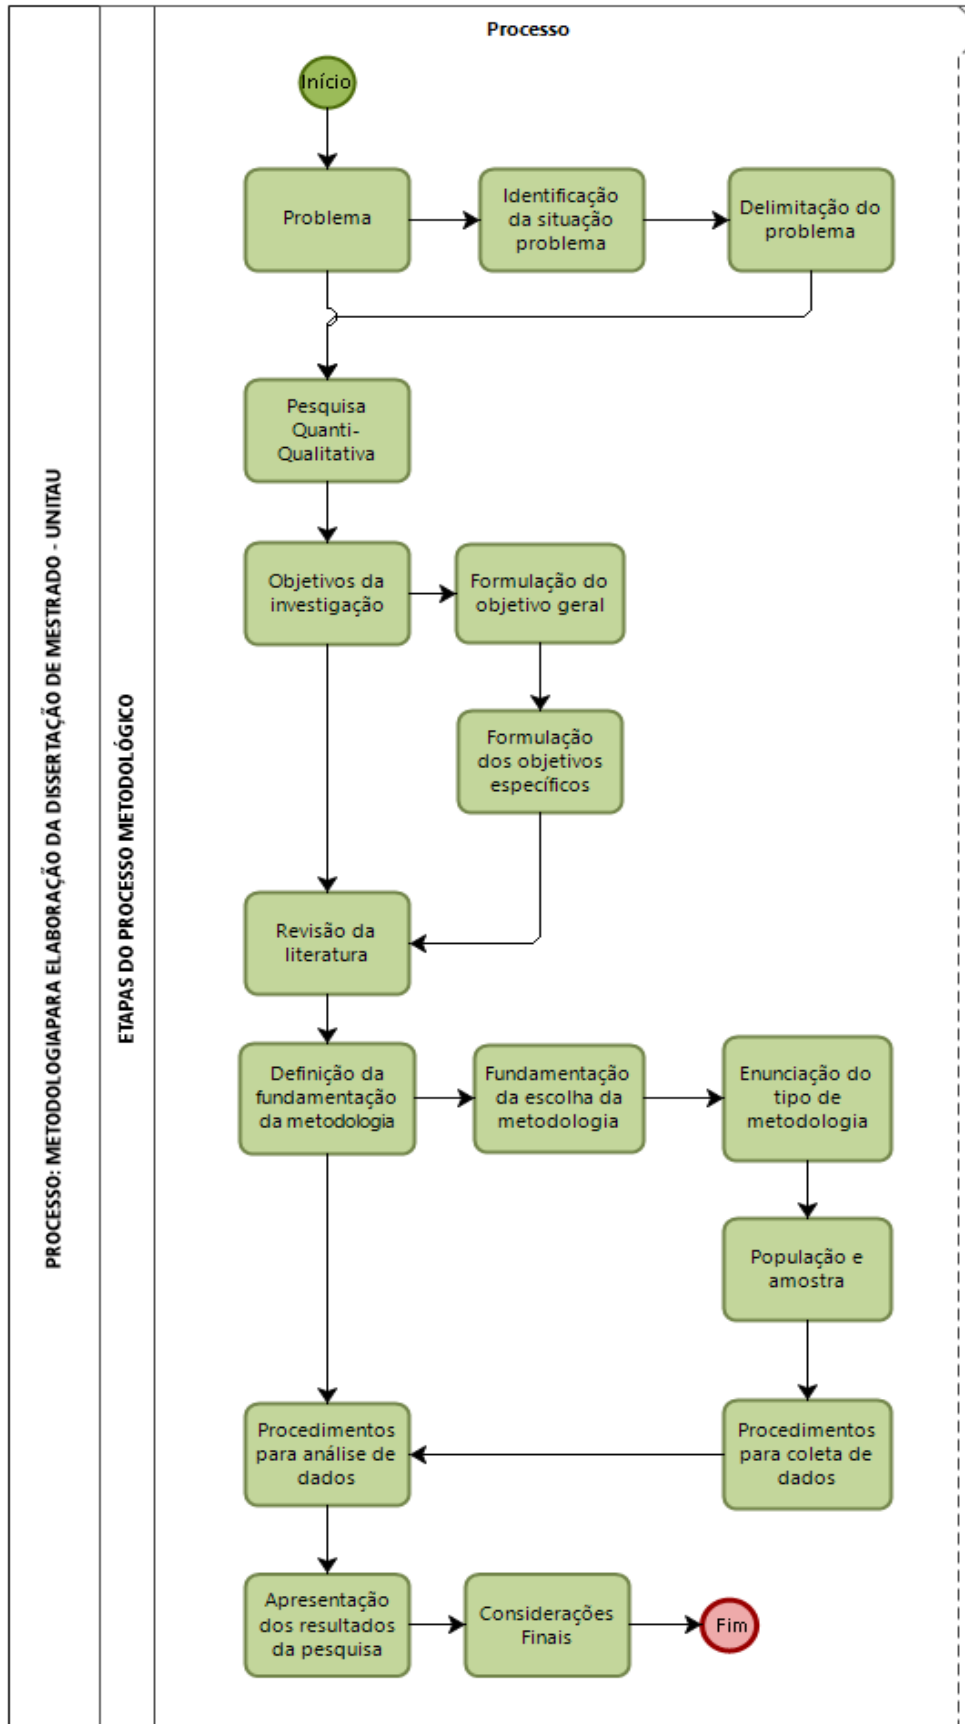 PROCESSO: METODOLOGIAPARA ELABORAÇÃO DA DISSERTAÇÃO DE MESTRADO - UNITAU
ETAPAS DO PROCESSO METODOLÓGICO
Processo
Início
Problema
Identificação
da situação
problema
Delimitação do
problema
Pesquisa
Quanti-
Qualitativa
Objetivos da
investigação
Formulação do
objetivo geral
Formulação
dos objetivos
específicos
Revisão da
literatura
Definição da
fundamentação
da metodologia
Fundamentação
da escolha da
metodologia
Enunciação do
tipo de
metodologia
População e
amostra
Procedimentos
para análise de
dados
Procedimentos
para coleta de
dados
Apresentação
dos resultados
da pesquisa
Considerações
Finais
Fim